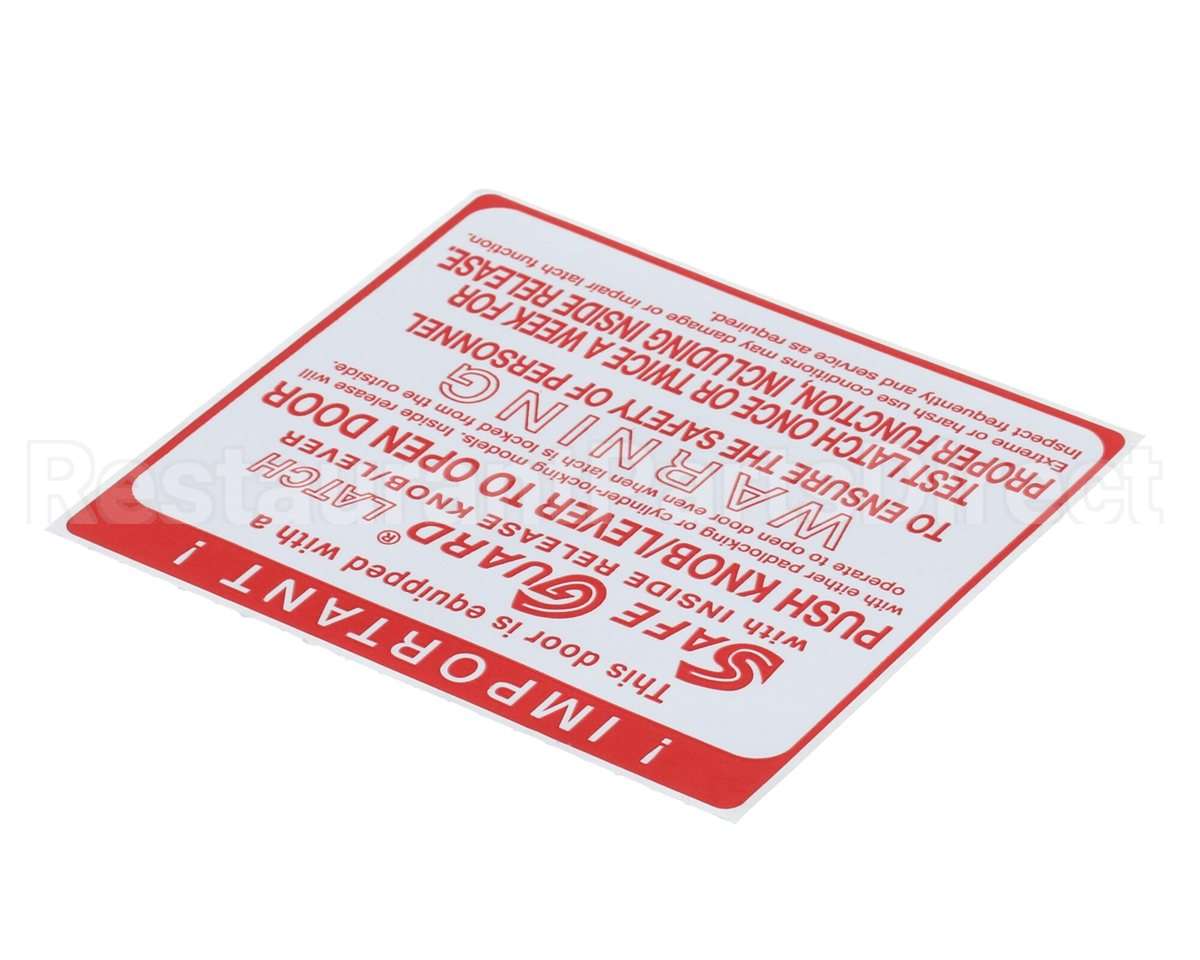 ! IMPORTANT !
This door is equipped with a
SAFE GUARD® LATCH
with INSIDE RELEASE KNOB/LEVER
PUSH KNOB/LEVER TO OPEN DOOR
with either padlocking or cylinder-locking models. Inside release will
operate to open door even when latch is locked from the outside.
WARNING
TO ENSURE THE SAFETY OF PERSONNEL
TEST LATCH ONCE OR TWICE A WEEK FOR
PROPER FUNCTION, INCLUDING INSIDE RELEASE.
Extreme or harsh use conditions may damage or impair latch function.
Inspect frequently and service as required.
RestaurantPartsDirect